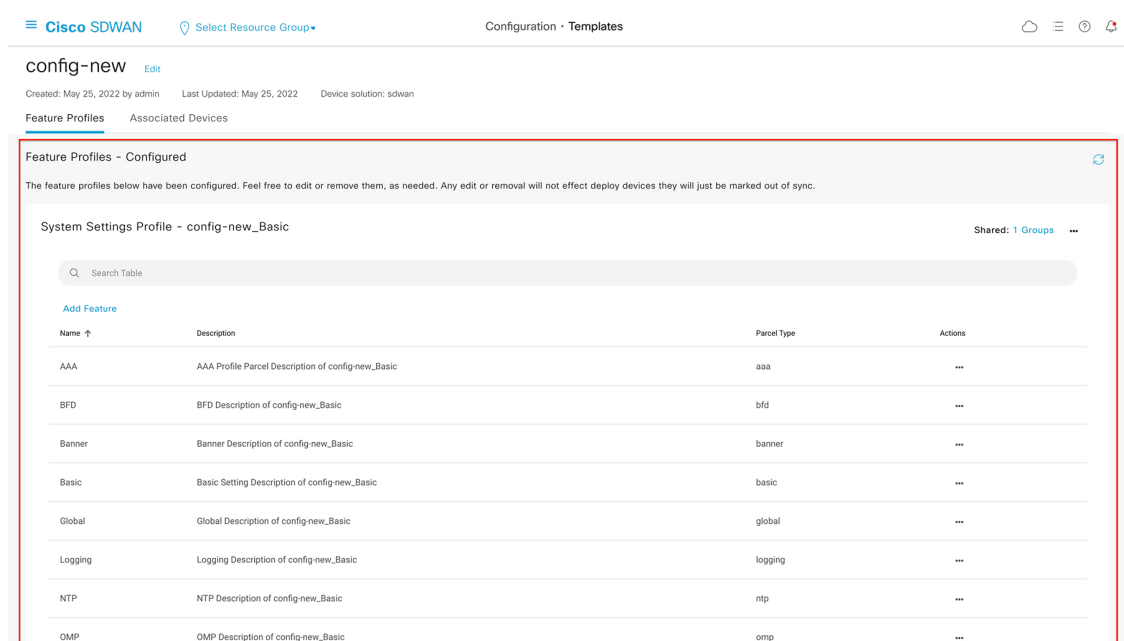 Cisco SDWAN
Select Resource Group
Configuration · Templates
config-new Edit
Created: May 25, 2022 by admin Last Updated: May 25, 2022 Device solution: sdwan
Feature Profiles Associated Devices
Feature Profiles - Configured
The feature profiles below have been configured. Feel free to edit or remove them, as needed. Any edit or removal will not effect deploy devices they will just be marked out of sync.
System Settings Profile - config-new_Basic
Shared: 1 Groups ...
Search Table
Add Feature
Name Description Parcel Type Actions
AAA AAA Profile Parcel Description of config-new_Basic aaa ...
BFD BFD Description of config-new_Basic bfd ...
Banner Banner Description of config-new_Basic banner ...
Basic Basic Setting Description of config-new_Basic basic ...
Global Global Description of config-new_Basic global ...
Logging Logging Description of config-new_Basic logging ...
NTP NTP Description of config-new_Basic ntp ...
OMP OMP Description of config-new_Basic omp ...